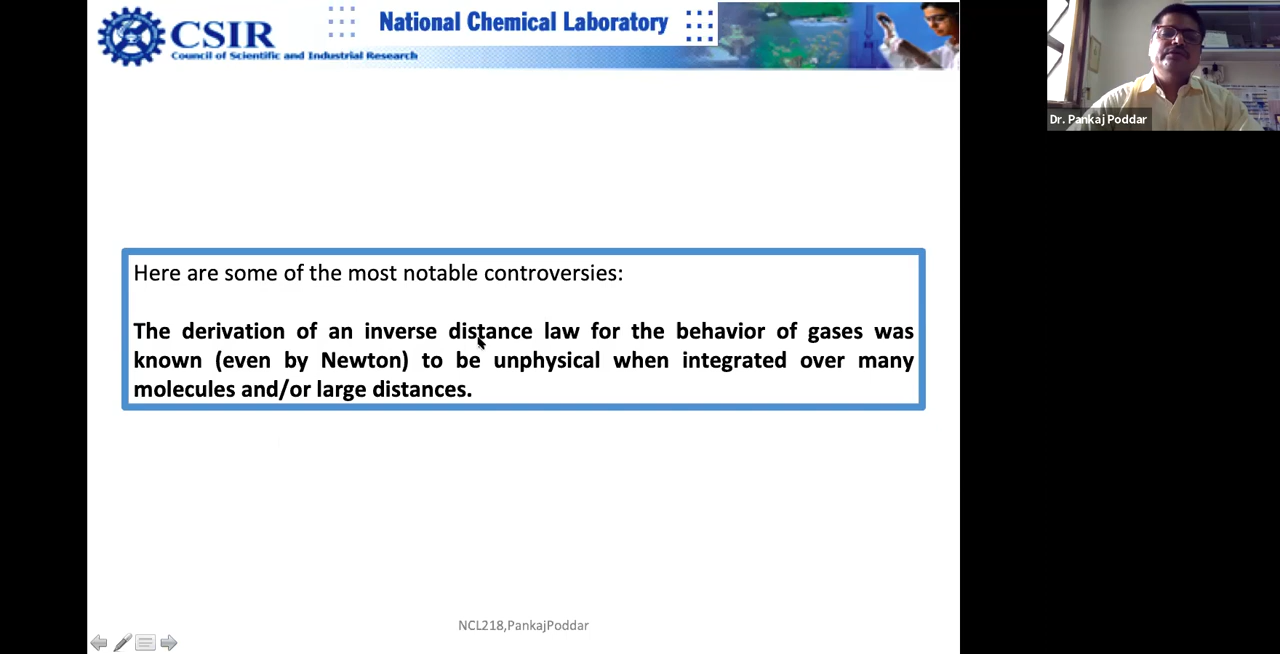 CSIR
Council of Scientific and Industrial Research
National Chemical Laboratory
Dr. Pankaj Poddar
Here are some of the most notable controversies:
The derivation of an inverse distance law for the behavior of gases was
known (even by Newton) to be unphysical when integrated over many
molecules and/or large distances.
NCL218,PankajPoddar